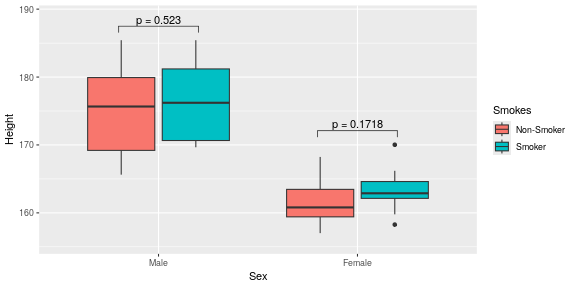 190
180
170
160
Height
p = 0.523
p = 0.1718
Male
Female
Sex
Smokes
Non-Smoker
Smoker